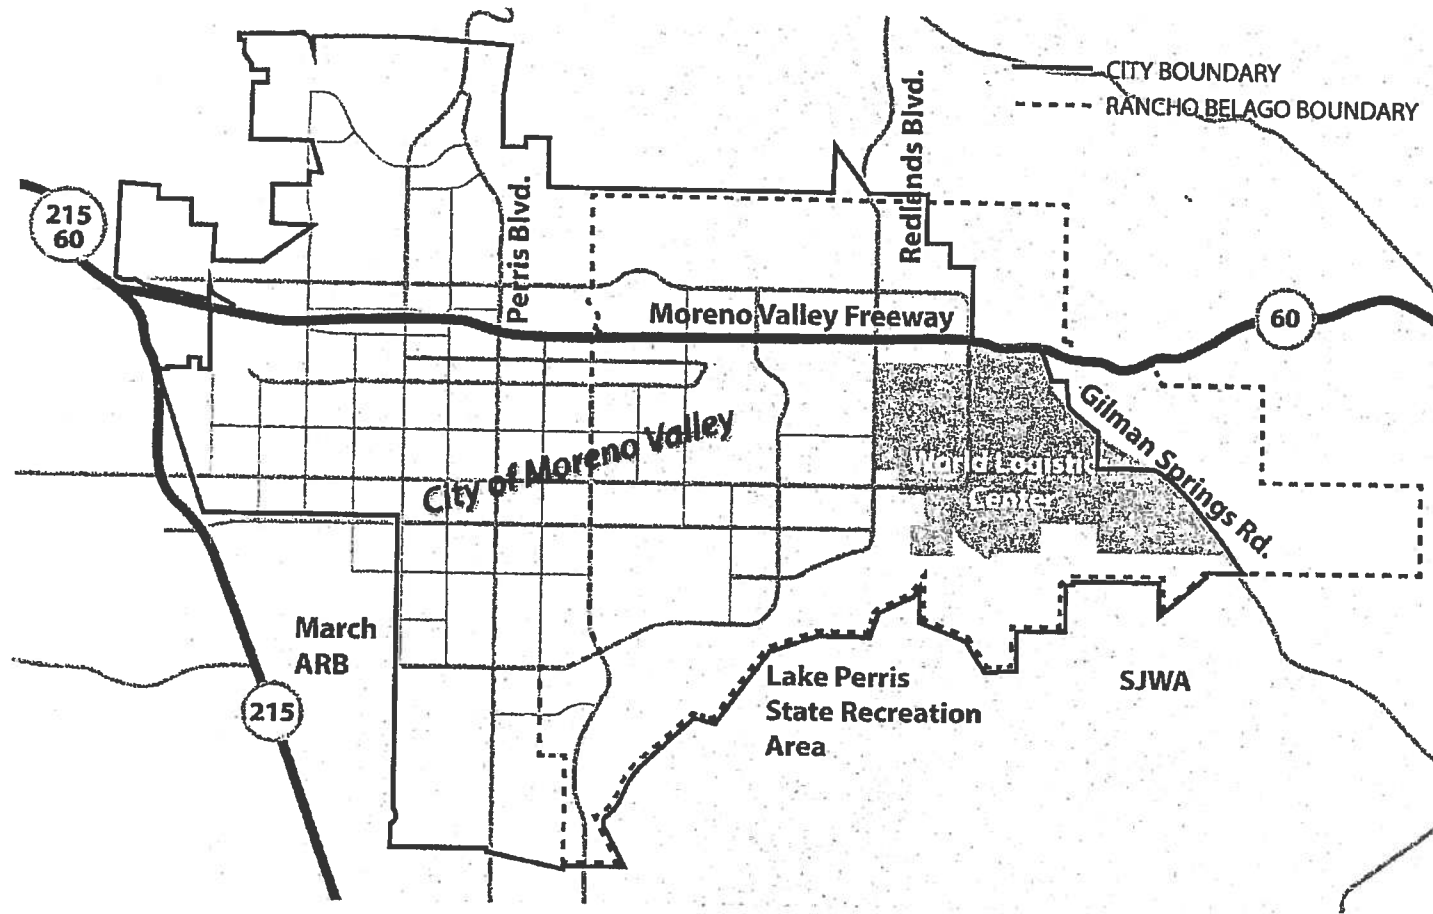 CITY BOUNDARY
RANCHO BELAGO BOUNDARY
Redlands Blvd.
215
60
Perris Blvd.
Moreno Valley Freeway
60
Gilman Springs Rd.
City of Moreno Valley
World Logistic
Center
March
ARB
215
Lake Perris
State Recreation
Area
SJWA